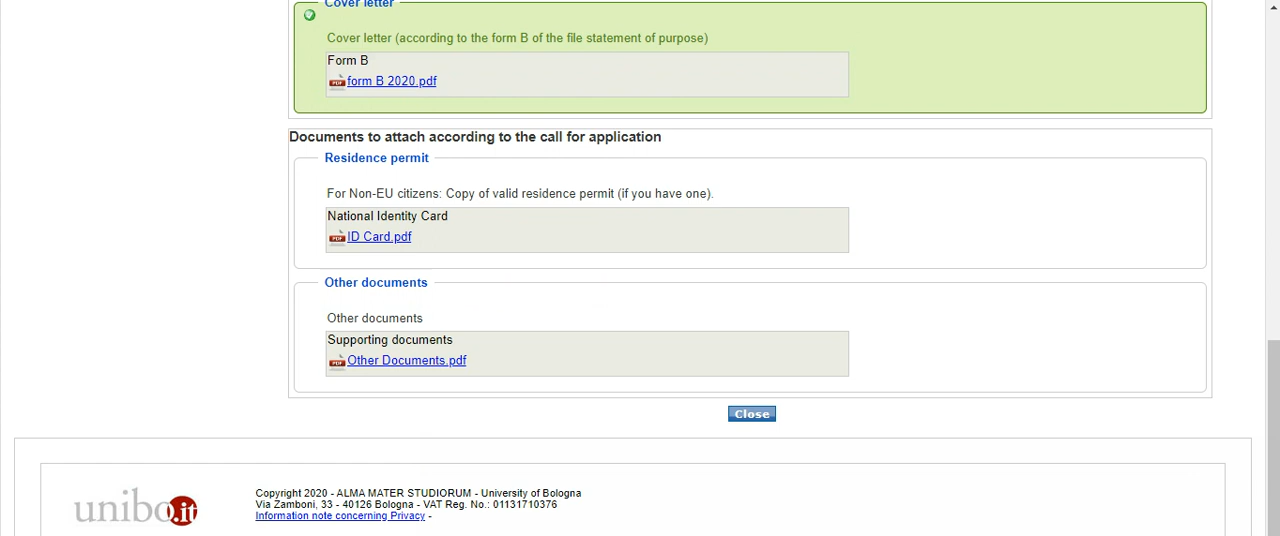 Cover letter
Cover letter (according to the form B of the file statement of purpose)
Form B
form B 2020.pdf
Documents to attach according to the call for application
Residence permit
For Non-EU citizens: Copy of valid residence permit (if you have one).
National Identity Card
ID Card.pdf
Other documents
Other documents
Supporting documents
Other Documents.pdf
Close
unibo.it
Copyright 2020 - ALMA MATER STUDIORUM - University of Bologna
Via Zamboni, 33 - 40126 Bologna - VAT Reg. No.: 01131710376
Information note concerning Privacy -